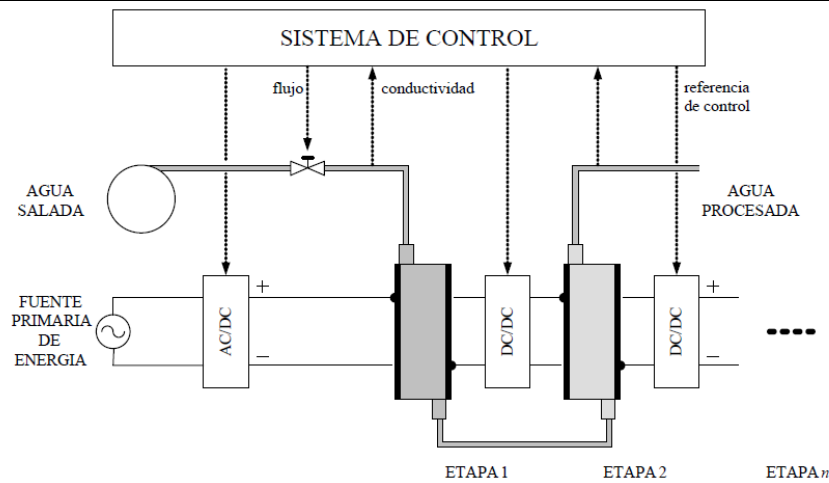 SISTEMA DE CONTROL
flujo
conductividad
referencia
de control
AGUA
SALADA
AGUA
PROCESADA
FUENTE
PRIMARIA
DE
ENERGIA
AC/DC
+
−
DC/DC
DC/DC
+
−
ETAPA 1
ETAPA 2
ETAPA n